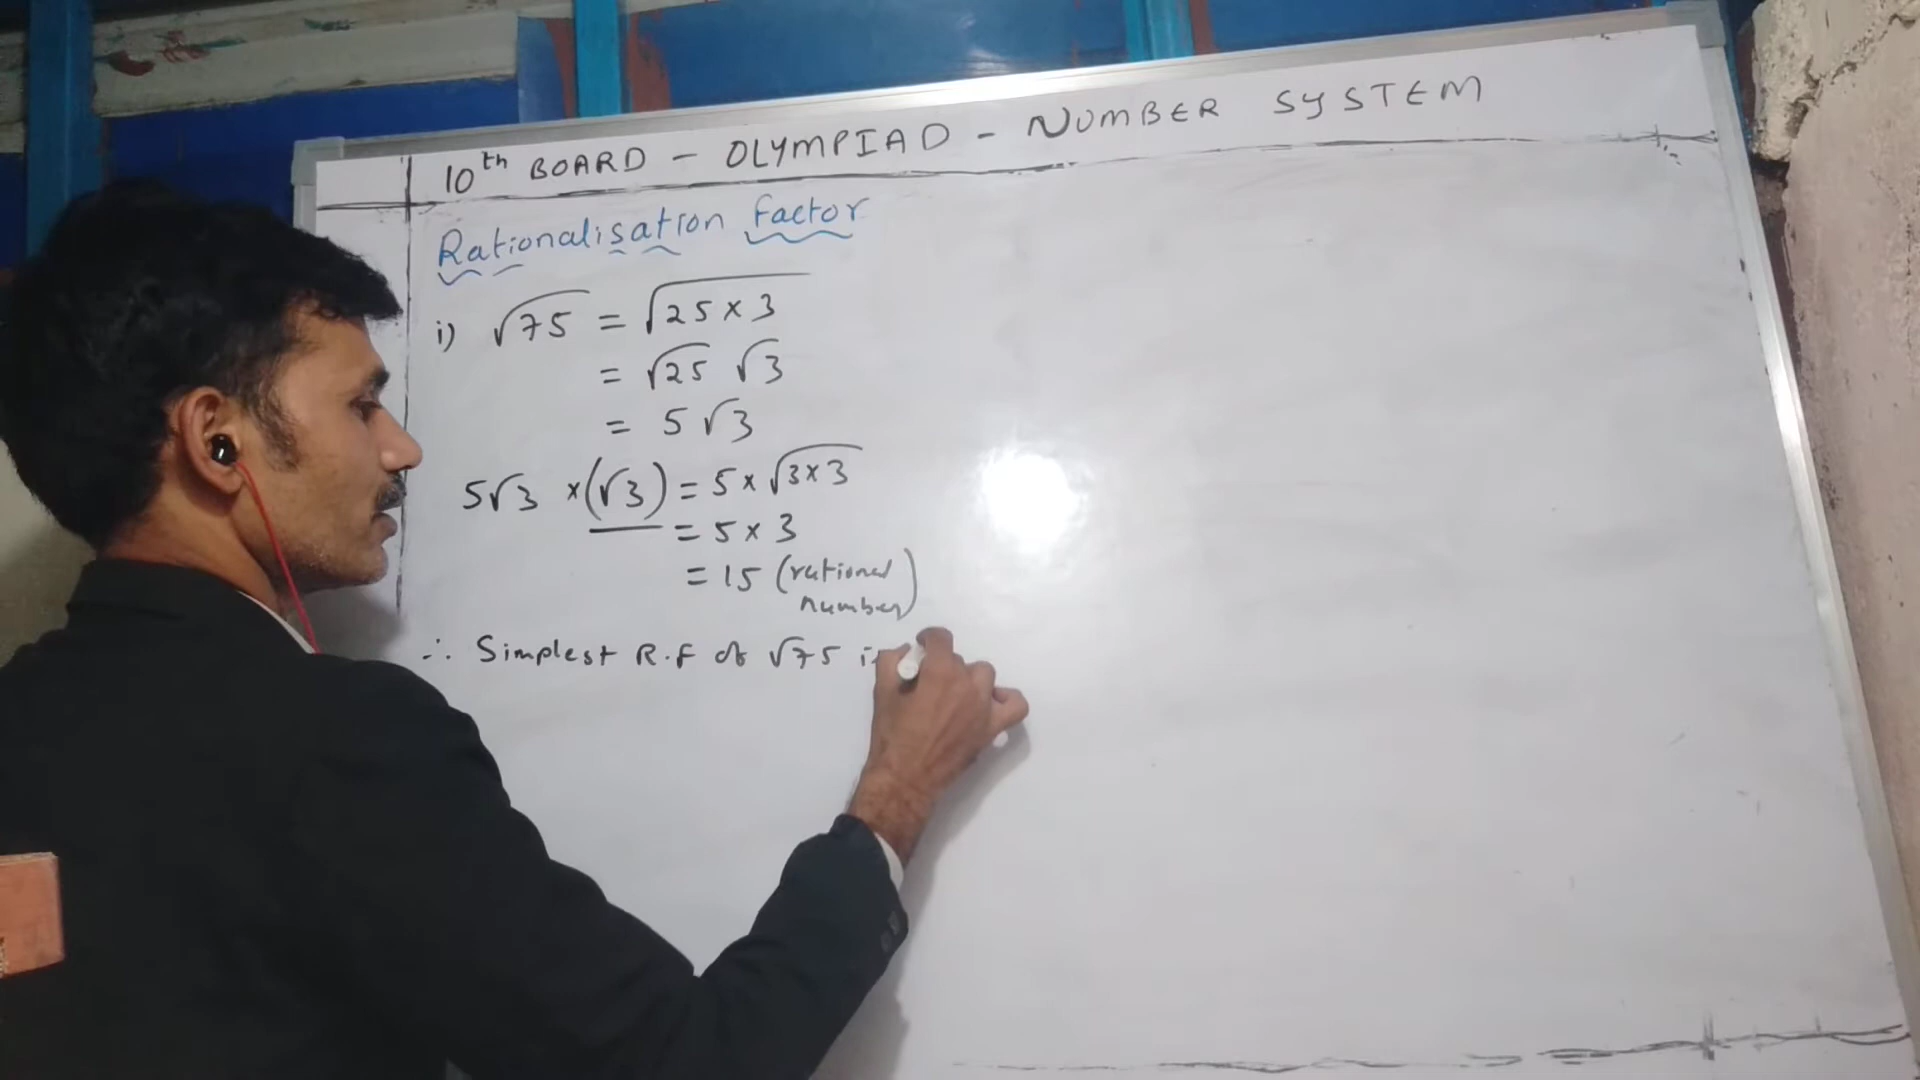 10th BOARD - OLYMPIAD - NUMBER SYSTEM
Rationalisation factor
i) √75 = √25 × 3
= √25 √3
= 5√3
5√3 ×(√3) = 5 × √3×3
= 5 × 3
= 15 (rational
number)
∴ Simplest R.F of √75 is